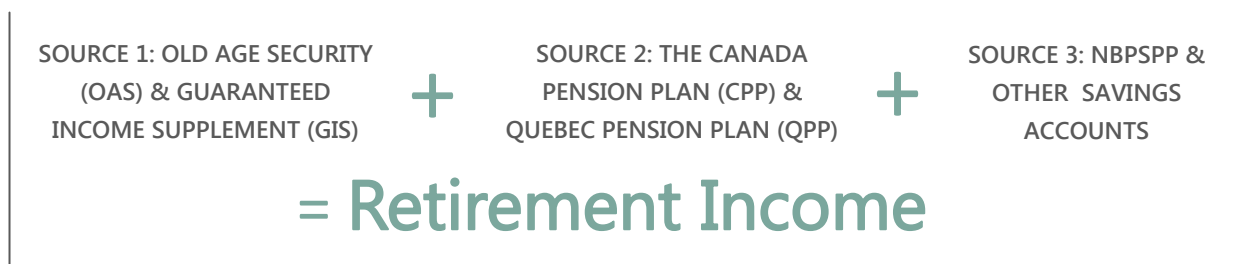 SOURCE 1: OLD AGE SECURITY
(OAS) & GUARANTEED
INCOME SUPPLEMENT (GIS)
+
SOURCE 2: THE CANADA
PENSION PLAN (CPP) &
QUEBEC PENSION PLAN (QPP)
+
SOURCE 3: NBPSPP &
OTHER SAVINGS
ACCOUNTS
= Retirement Income